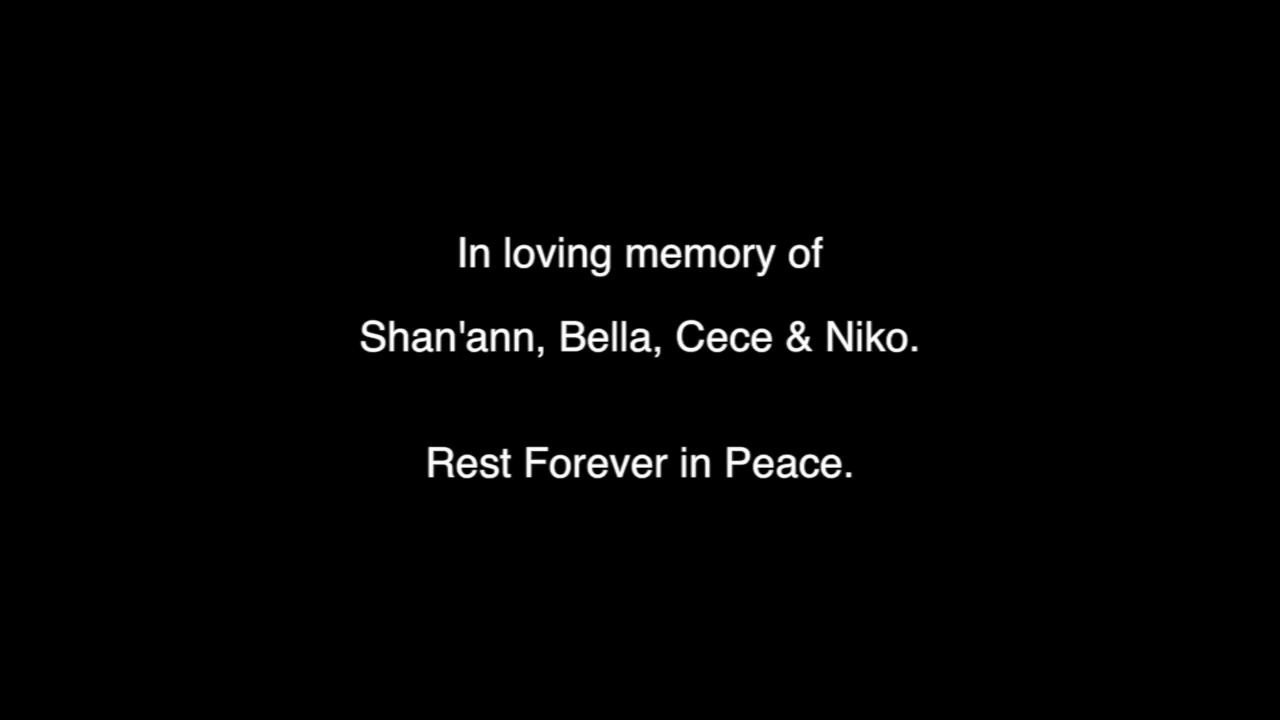 In loving memory of
Shan'ann, Bella, Cece & Niko.
Rest Forever in Peace.